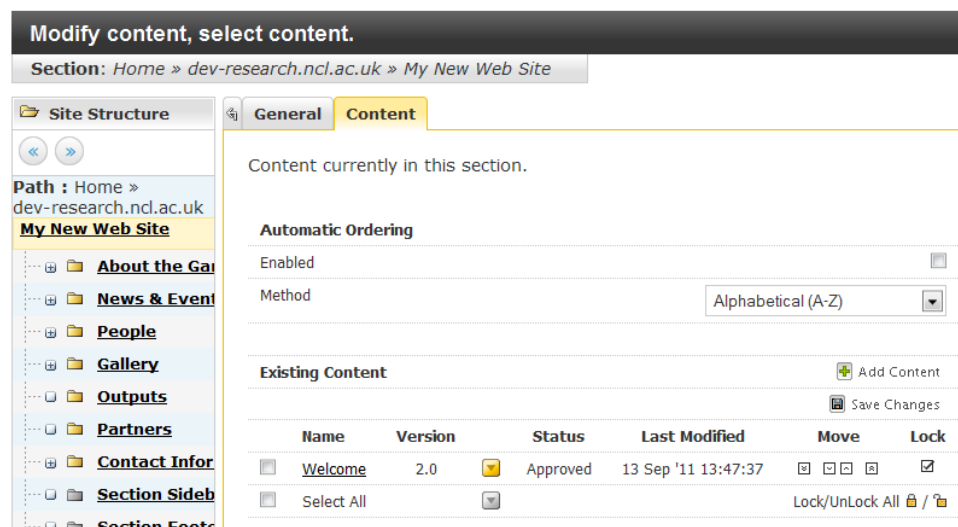 Modify content, select content.
Section: Home » dev-research.ncl.ac.uk » My New Web Site
Site Structure
« »
Path : Home »
dev-research.ncl.ac.uk
My New Web Site
About the Gar
News & Event
People
Gallery
Outputs
Partners
Contact Infor
Section Sideb
Section Foote
General Content
Content currently in this section.
Automatic Ordering
Enabled
Method Alphabetical (A-Z)
Existing Content Add Content
Save Changes
Name Version Status Last Modified Move Lock
Welcome 2.0 Approved 13 Sep '11 13:47:37
Select All Lock/UnLock All /